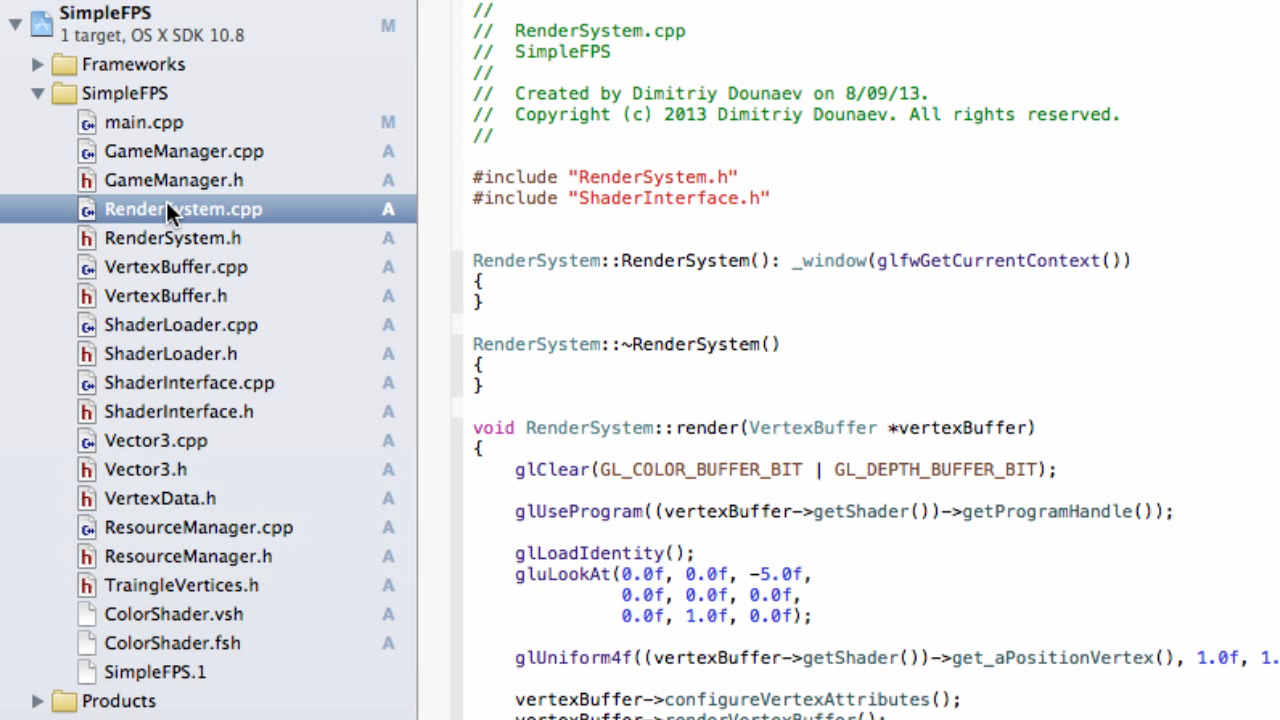 SimpleFPS
1 target, OS X SDK 10.8
M
Frameworks
SimpleFPS
main.cpp M
GameManager.cpp A
GameManager.h A
RenderSystem.cpp A
RenderSystem.h A
VertexBuffer.cpp A
VertexBuffer.h A
ShaderLoader.cpp A
ShaderLoader.h A
ShaderInterface.cpp A
ShaderInterface.h A
Vector3.cpp A
Vector3.h A
VertexData.h A
ResourceManager.cpp A
ResourceManager.h A
TraingleVertices.h A
ColorShader.vsh A
ColorShader.fsh A
SimpleFPS.1
Products
//
//  RenderSystem.cpp
//  SimpleFPS
//
//  Created by Dimitriy Dounaev on 8/09/13.
//  Copyright (c) 2013 Dimitriy Dounaev. All rights reserved.
//
#include "RenderSystem.h"
#include "ShaderInterface.h"
RenderSystem::RenderSystem(): _window(glfwGetCurrentContext())
{
}
RenderSystem::~RenderSystem()
{
}
void RenderSystem::render(VertexBuffer *vertexBuffer)
{
glClear(GL_COLOR_BUFFER_BIT | GL_DEPTH_BUFFER_BIT);
glUseProgram((vertexBuffer->getShader())->getProgramHandle());
glLoadIdentity();
gluLookAt(0.0f, 0.0f, -5.0f,
0.0f, 0.0f, 0.0f,
0.0f, 1.0f, 0.0f);
glUniform4f((vertexBuffer->getShader())->get_aPositionVertex(), 1.0f, 1.
vertexBuffer->configureVertexAttributes();
vertexBuffer->renderVertexBuffer();